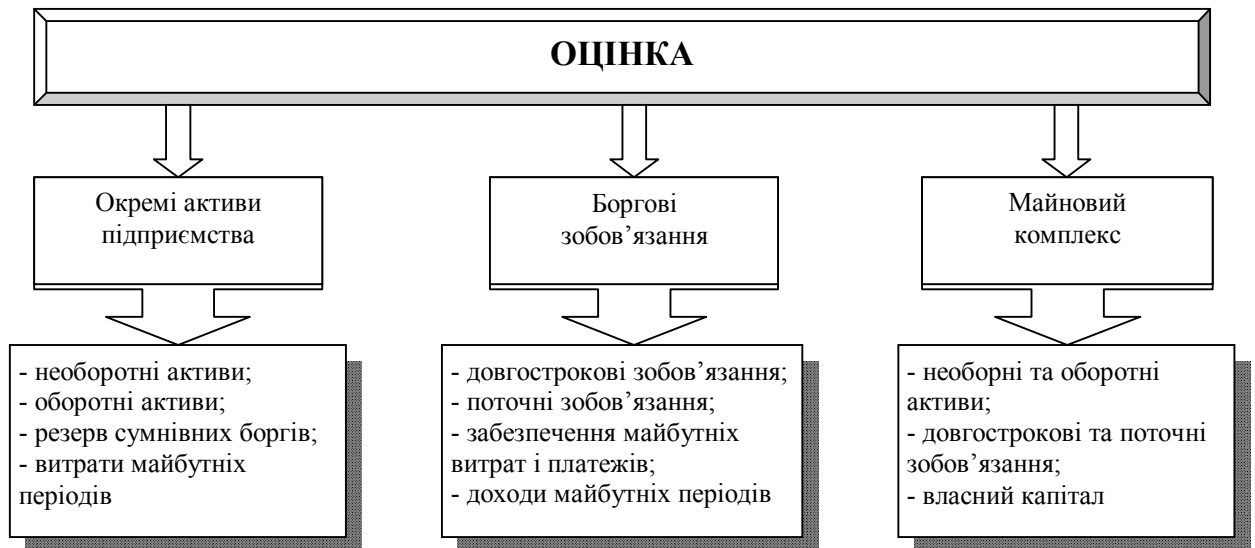 ОЦІНКА
Окремі активи
підприємства
Боргові
зобов’язання
Майновий
комплекс
- необоротні активи;
- оборотні активи;
- резерв сумнівних боргів;
- витрати майбутніх
періодів
- довгострокові зобов’язання;
- поточні зобов’язання;
- забезпечення майбутніх
витрат і платежів;
- доходи майбутніх періодів
- необорні та оборотні
активи;
- довгострокові та поточні
зобов’язання;
- власний капітал